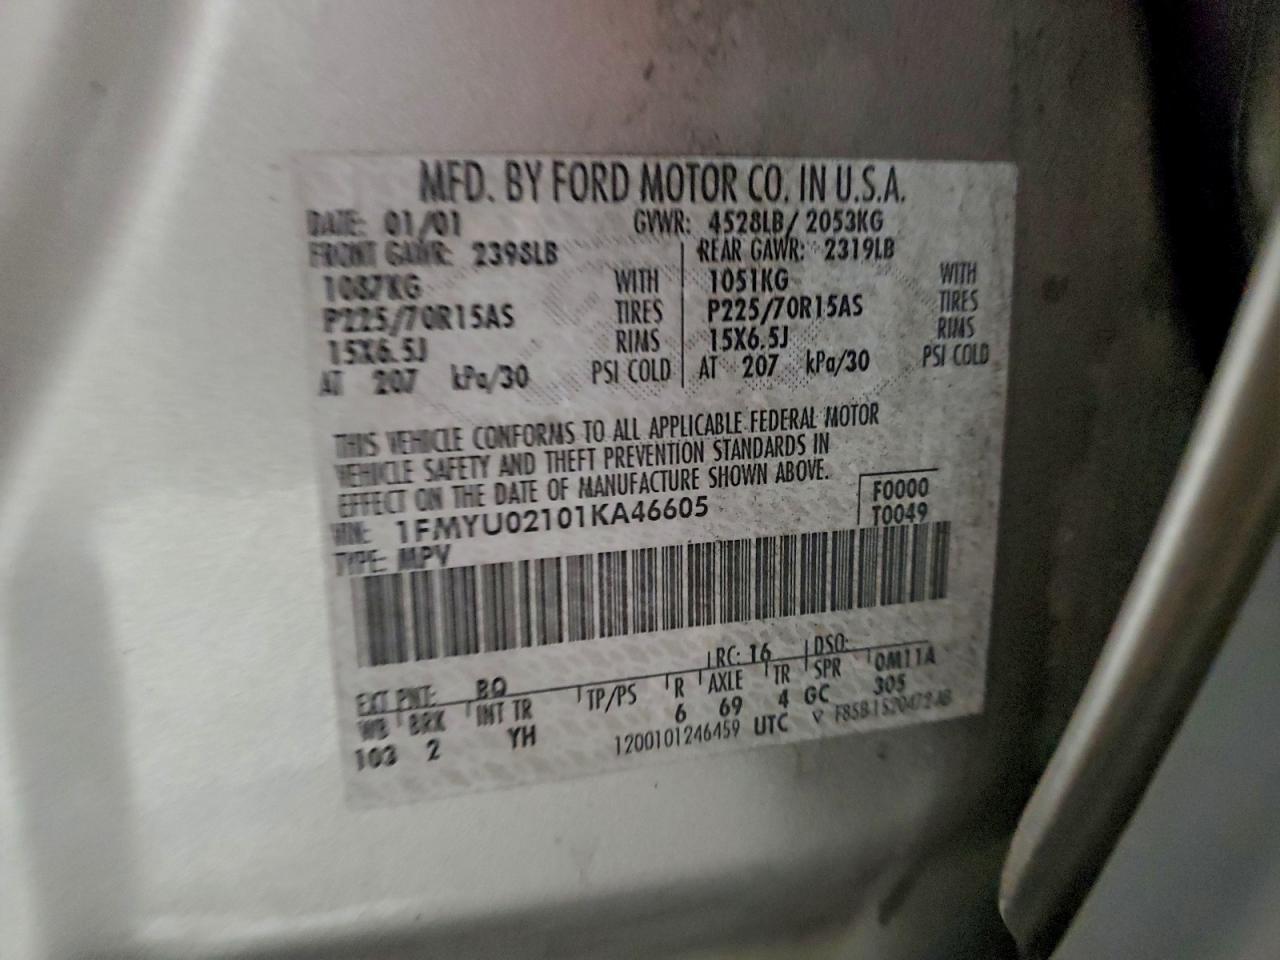 MFD. BY FORD MOTOR CO. IN U.S.A.
DATE: 01/01 GVWR: 4528LB/ 2053KG
FRONT GAWR: 2398LB REAR GAWR: 2319LB
1087KG WITH 1051KG WITH
P225/70R15AS TIRES P225/70R15AS TIRES
15X6.5J RIMS 15X6.5J RIMS
AT 207 kPa/30 PSI COLD AT 207 kPa/30 PSI COLD
THIS VEHICLE CONFORMS TO ALL APPLICABLE FEDERAL MOTOR
VEHICLE SAFETY AND THEFT PREVENTION STANDARDS IN
EFFECT ON THE DATE OF MANUFACTURE SHOWN ABOVE.
VIN: 1FMYU02101KA46605 F0000
TYPE: MPV T0049
EXT PNT: BQ RC: 16 DSO:
WB BRK INT TR TP/PS R AXLE TR SPR 0M11A
103 2 YH 6 69 4 GC 305
1200101246459 UTC